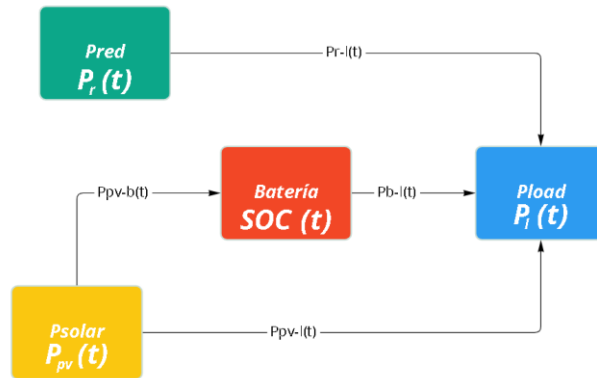 Pred
Pr (t)
Pr-l(t)
Ppv-b(t)
Batería
SOC (t)
Pb-l(t)
Pload
Pl (t)
Psolar
Ppv (t)
Ppv-l(t)